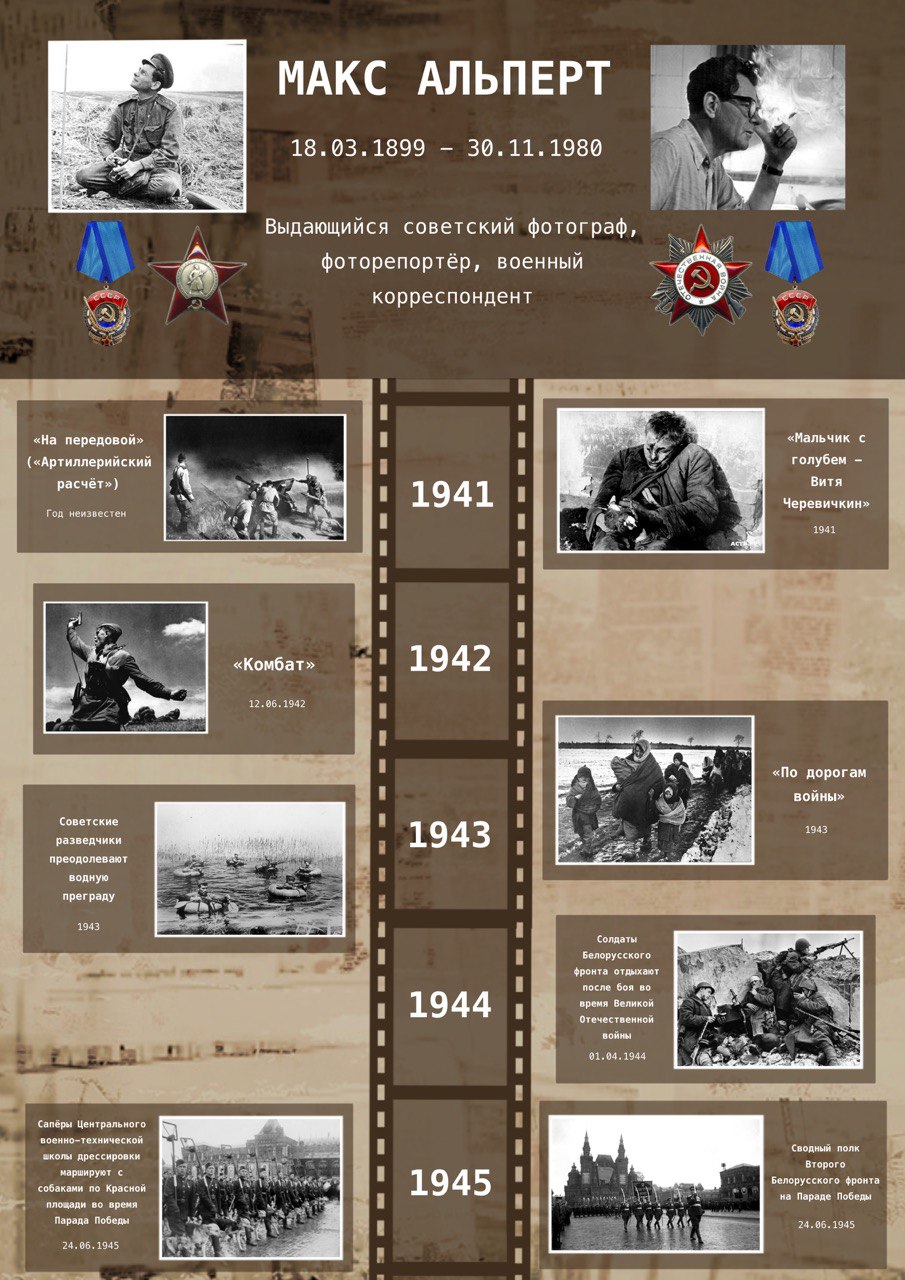 МАКС АЛЬПЕРТ
18.03.1899 – 30.11.1980
Выдающийся советский фотограф,
фоторепортёр, военный
корреспондент
СССР
ОТЕЧЕСТВЕННАЯ ВОЙНА
СССР
1941
«На передовой»
(«Артиллерийский
расчёт»)
Год неизвестен
«Мальчик с
голубем –
Витя
Черевичкин»
1941
1942
«Комбат»
12.06.1942
1943
«По дорогам
войны»
1943
Советские
разведчики
преодолевают
водную
преграду
1943
1944
Солдаты
Белорусского
фронта отдыхают
после боя во
время Великой
Отечественной
войны
01.04.1944
1945
Сапёры Центрального
военно-технической
школы дрессировки
маршируют с
собаками по Красной
площади во время
Парада Победы
24.06.1945
Сводный полк
Второго
Белорусского фронта
на Параде Победы
24.06.1945